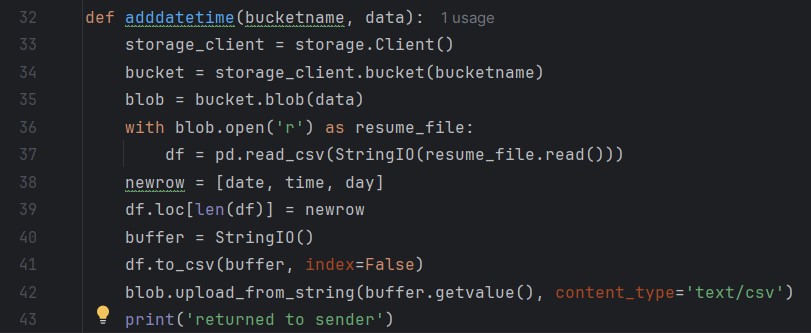 32 def adddatetime(bucketname, data): 1 usage
33     storage_client = storage.Client()
34     bucket = storage_client.bucket(bucketname)
35     blob = bucket.blob(data)
36     with blob.open('r') as resume_file:
37         df = pd.read_csv(StringIO(resume_file.read()))
38     newrow = [date, time, day]
39     df.loc[len(df)] = newrow
40     buffer = StringIO()
41     df.to_csv(buffer, index=False)
42     blob.upload_from_string(buffer.getvalue(), content_type='text/csv')
43     print('returned to sender')